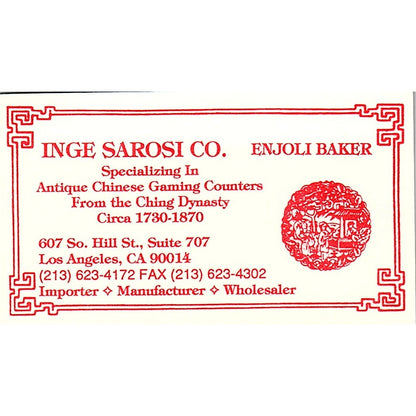 INGE SAROSI CO. ENJOLI BAKER
Specializing In
Antique Chinese Gaming Counters
From the Ching Dynasty
Circa 1730-1870
607 So. Hill St., Suite 707
Los Angeles, CA 90014
(213) 623-4172 FAX (213) 623-4302
Importer ✧ Manufacturer ✧ Wholesaler